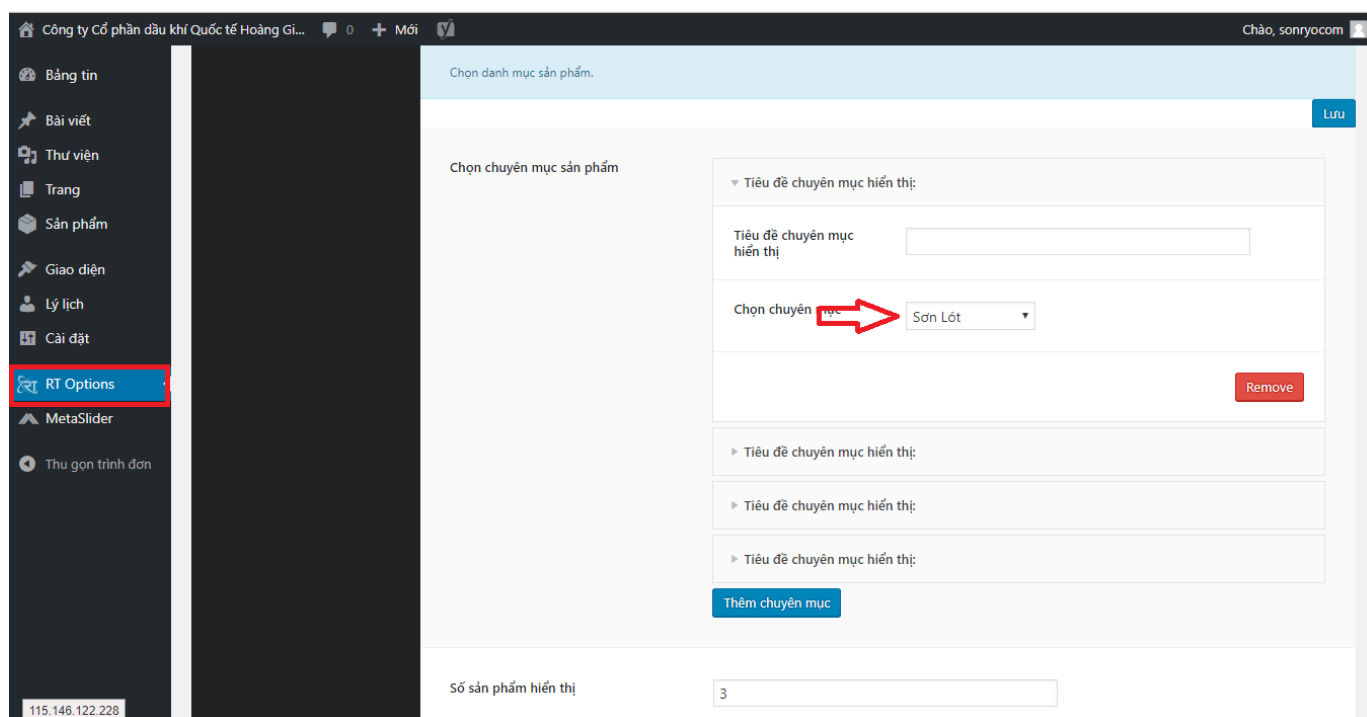 Công ty Cổ phần dầu khí Quốc tế Hoàng Gi... 0 + Mới
Chào, sonryocom
Bảng tin
Bài viết
Thư viện
Trang
Sản phẩm
Giao diện
Lý lịch
Cài đặt
RT Options
MetaSlider
Thu gọn trình đơn
115.146.122.228
Chọn danh mục sản phẩm.
Lưu
Chọn chuyên mục sản phẩm
Tiêu đề chuyên mục hiển thị:
Tiêu đề chuyên mục
hiển thị
Chọn chuyên mục
Sơn Lót
Remove
Tiêu đề chuyên mục hiển thị:
Tiêu đề chuyên mục hiển thị:
Tiêu đề chuyên mục hiển thị:
Thêm chuyên mục
Số sản phẩm hiển thị
3